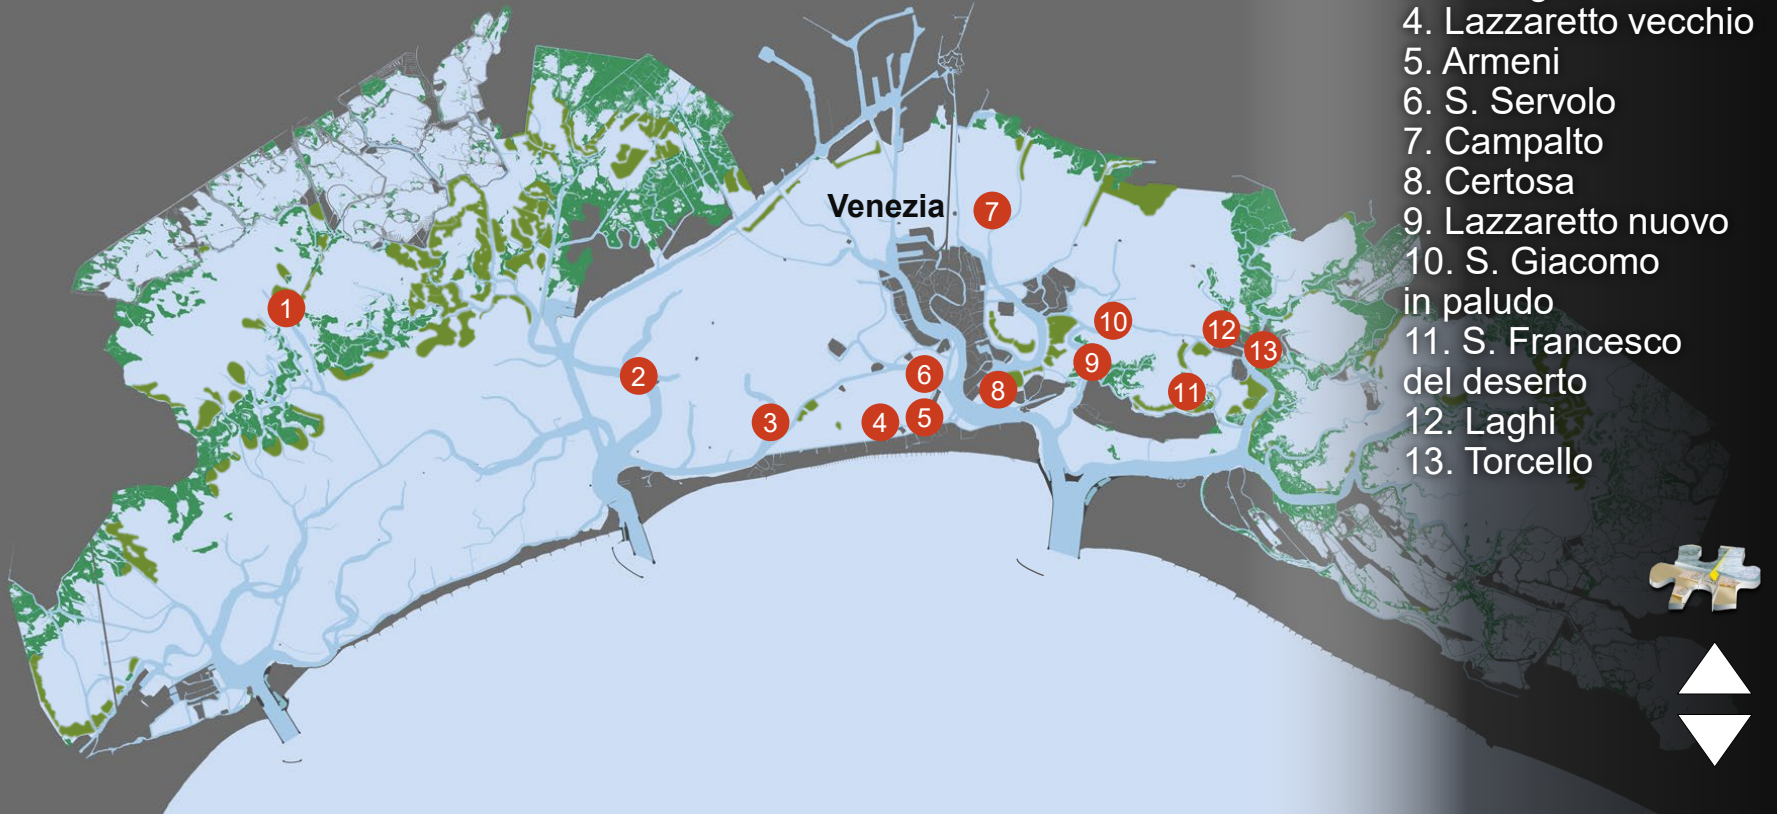 Venezia
1
2
3
4
5
6
7
8
9
10
11
12
13
4. Lazzaretto vecchio
5. Armeni
6. S. Servolo
7. Campalto
8. Certosa
9. Lazzaretto nuovo
10. S. Giacomo
in paludo
11. S. Francesco
del deserto
12. Laghi
13. Torcello